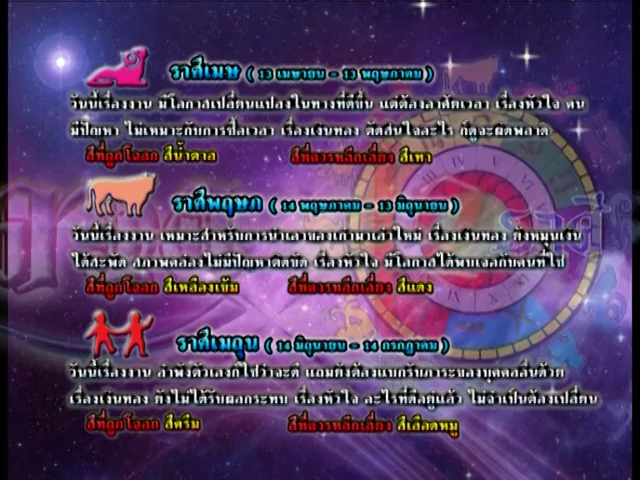 ราศีเมษ ( 13 เมษายน - 13 พฤษภาคม )
วันนี้เรื่องงาน มีโอกาสเปลี่ยนแปลงในทางที่ดีขึ้น แต่ต้องอาศัยเวลา เรื่องหัวใจ คน
มีปัญหา ไม่เหมาะกับการซื้อเวลา เรื่องเงินทอง ตัดสินใจอะไร ก็ดูจะผิดพลาด
สีที่ถูกโฉลก สีน้ำตาล สีที่ควรหลีกเลี่ยง สีเทา
ราศีพฤษภ ( 14 พฤษภาคม - 13 มิถุนายน )
วันนี้เรื่องงาน เหมาะสำหรับการนำเอาของเก่ามาเล่าใหม่ เรื่องเงินทอง ยังหมุนเงิน
ได้สะพัด สภาพคล่องไม่มีปัญหาติดขัด เรื่องหัวใจ มีโอกาสได้พบเจอกับคนที่ใช่
สีที่ถูกโฉลก สีเหลืองเข้ม สีที่ควรหลีกเลี่ยง สีแดง
ราศีเมถุน ( 14 มิถุนายน - 14 กรกฎาคม )
วันนี้เรื่องงาน ลำพังตัวเองก็ใช่ว่าจะดี แถมยังต้องแบกรับภาระของบุคคลอื่นด้วย
เรื่องเงินทอง ยังไม่ได้รับผลกระทบ เรื่องหัวใจ อะไรที่ดีอยู่แล้ว ไม่จำเป็นต้องเปลี่ยน
สีที่ถูกโฉลก สีครีม สีที่ควรหลีกเลี่ยง สีเลือดหมู